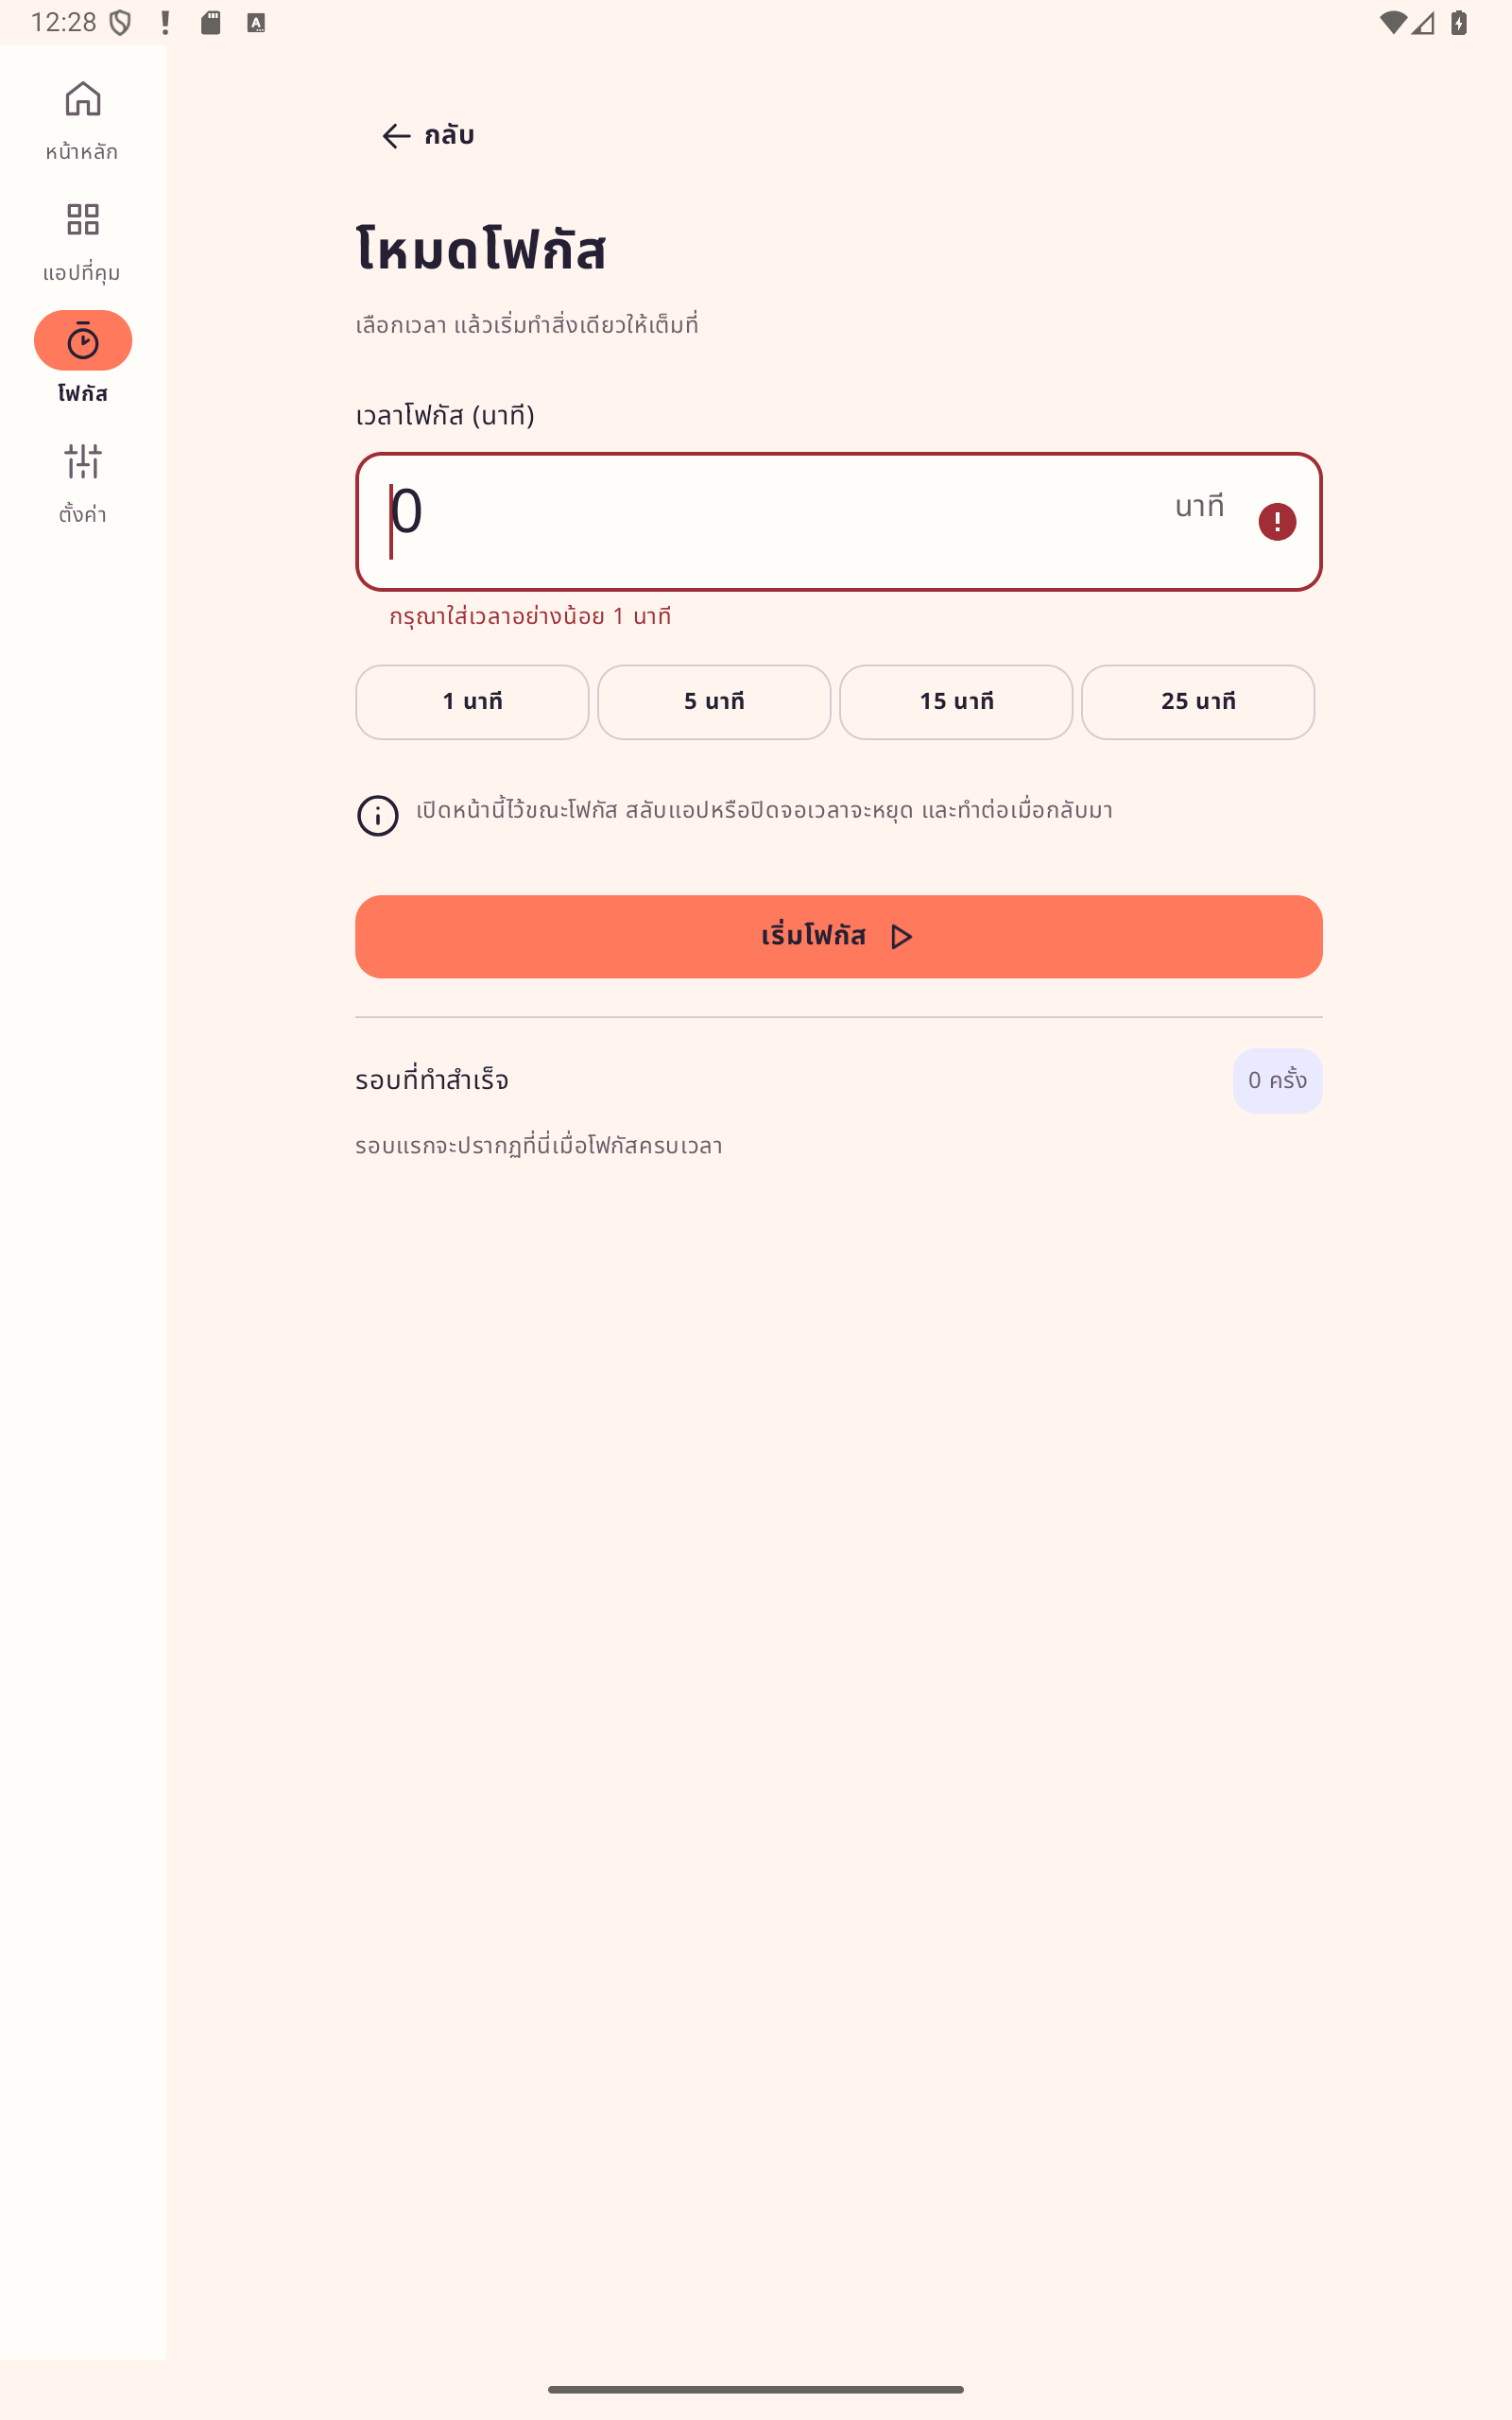 12:28
หน้าหลัก
แอปที่คุม
โฟกัส
ตั้งค่า
กลับ
โหมดโฟกัส
เลือกเวลา แล้วเริ่มทำสิ่งเดียวให้เต็มที่
เวลาโฟกัส (นาที)
0 นาที
กรุณาใส่เวลาอย่างน้อย 1 นาที
1 นาที 5 นาที 15 นาที 25 นาที
เปิดหน้านี้ไว้ขณะโฟกัส สลับแอปหรือปิดจอเวลาจะหยุด และทำต่อเมื่อกลับมา
เริ่มโฟกัส
รอบที่ทำสำเร็จ 0 ครั้ง
รอบแรกจะปรากฏที่นี่เมื่อโฟกัสครบเวลา